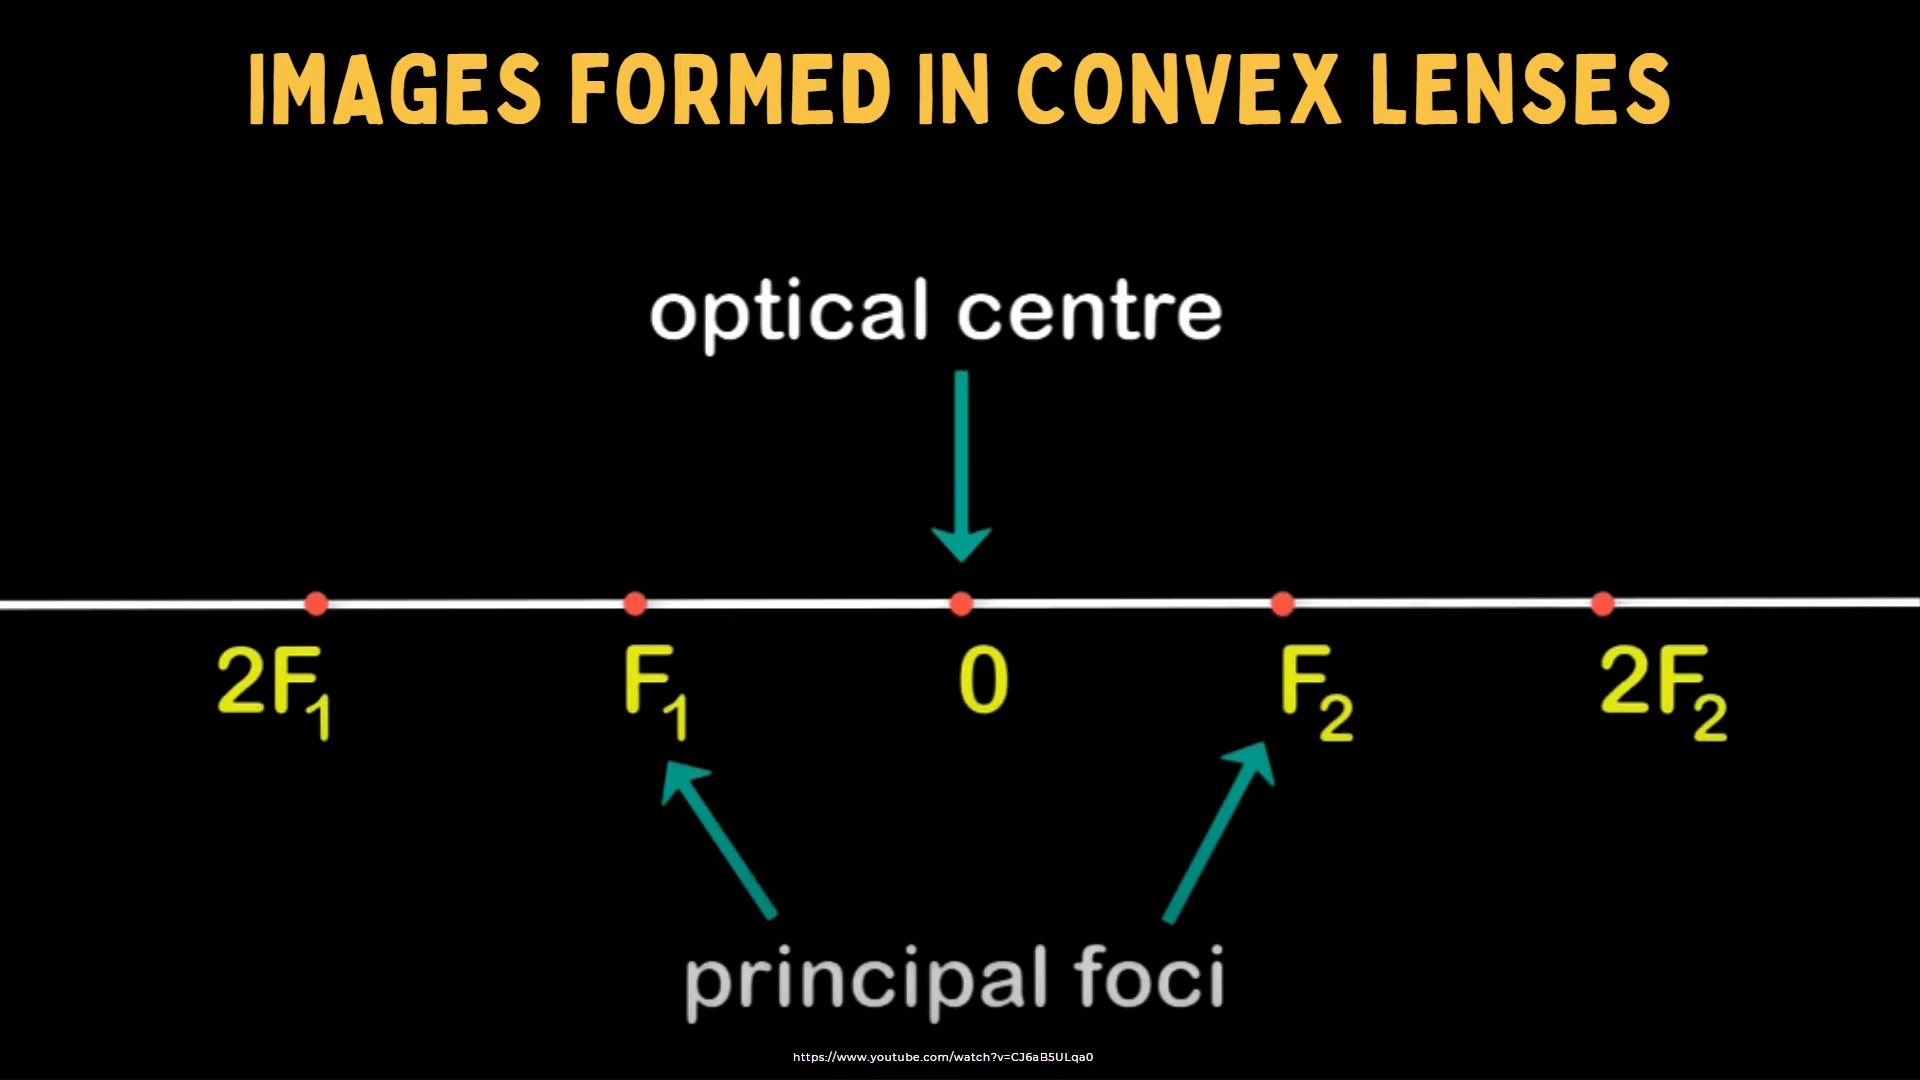 IMAGES FORMED IN CONVEX LENSES
optical centre
2F₁ F₁ 0 F₂ 2F₂
principal foci
https://www.youtube.com/watch?v=CJ6aB5ULqa0